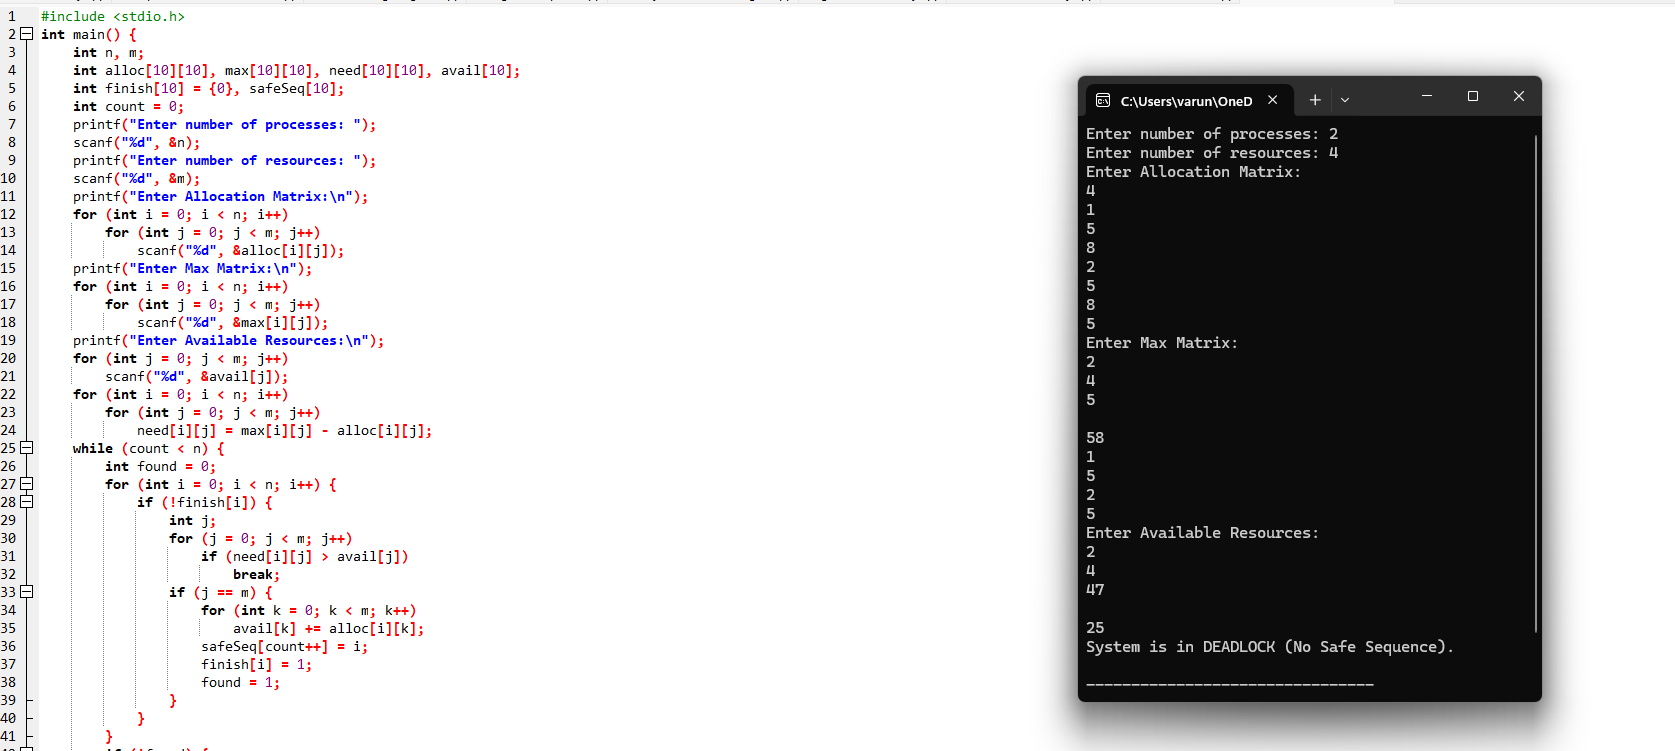 1 #include <stdio.h>
2 int main() {
3 int n, m;
4 int alloc[10][10], max[10][10], need[10][10], avail[10];
5 int finish[10] = {0}, safeSeq[10];
6 int count = 0;
7 printf("Enter number of processes: ");
8 scanf("%d", &n);
9 printf("Enter number of resources: ");
10 scanf("%d", &m);
11 printf("Enter Allocation Matrix:\n");
12 for (int i = 0; i < n; i++)
13 for (int j = 0; j < m; j++)
14 scanf("%d", &alloc[i][j]);
15 printf("Enter Max Matrix:\n");
16 for (int i = 0; i < n; i++)
17 for (int j = 0; j < m; j++)
18 scanf("%d", &max[i][j]);
19 printf("Enter Available Resources:\n");
20 for (int j = 0; j < m; j++)
21 scanf("%d", &avail[j]);
22 for (int i = 0; i < n; i++)
23 for (int j = 0; j < m; j++)
24 need[i][j] = max[i][j] - alloc[i][j];
25 while (count < n) {
26 int found = 0;
27 for (int i = 0; i < n; i++) {
28 if (!finish[i]) {
29 int j;
30 for (j = 0; j < m; j++)
31 if (need[i][j] > avail[j])
32 break;
33 if (j == m) {
34 for (int k = 0; k < m; k++)
35 avail[k] += alloc[i][k];
36 safeSeq[count++] = i;
37 finish[i] = 1;
38 found = 1;
39 }
40 }
41 }
C:\Users\varun\OneD
Enter number of processes: 2
Enter number of resources: 4
Enter Allocation Matrix:
4
1
5
8
2
5
8
5
Enter Max Matrix:
2
4
5
58
1
5
2
5
Enter Available Resources:
2
4
47
25
System is in DEADLOCK (No Safe Sequence).
--------------------------------